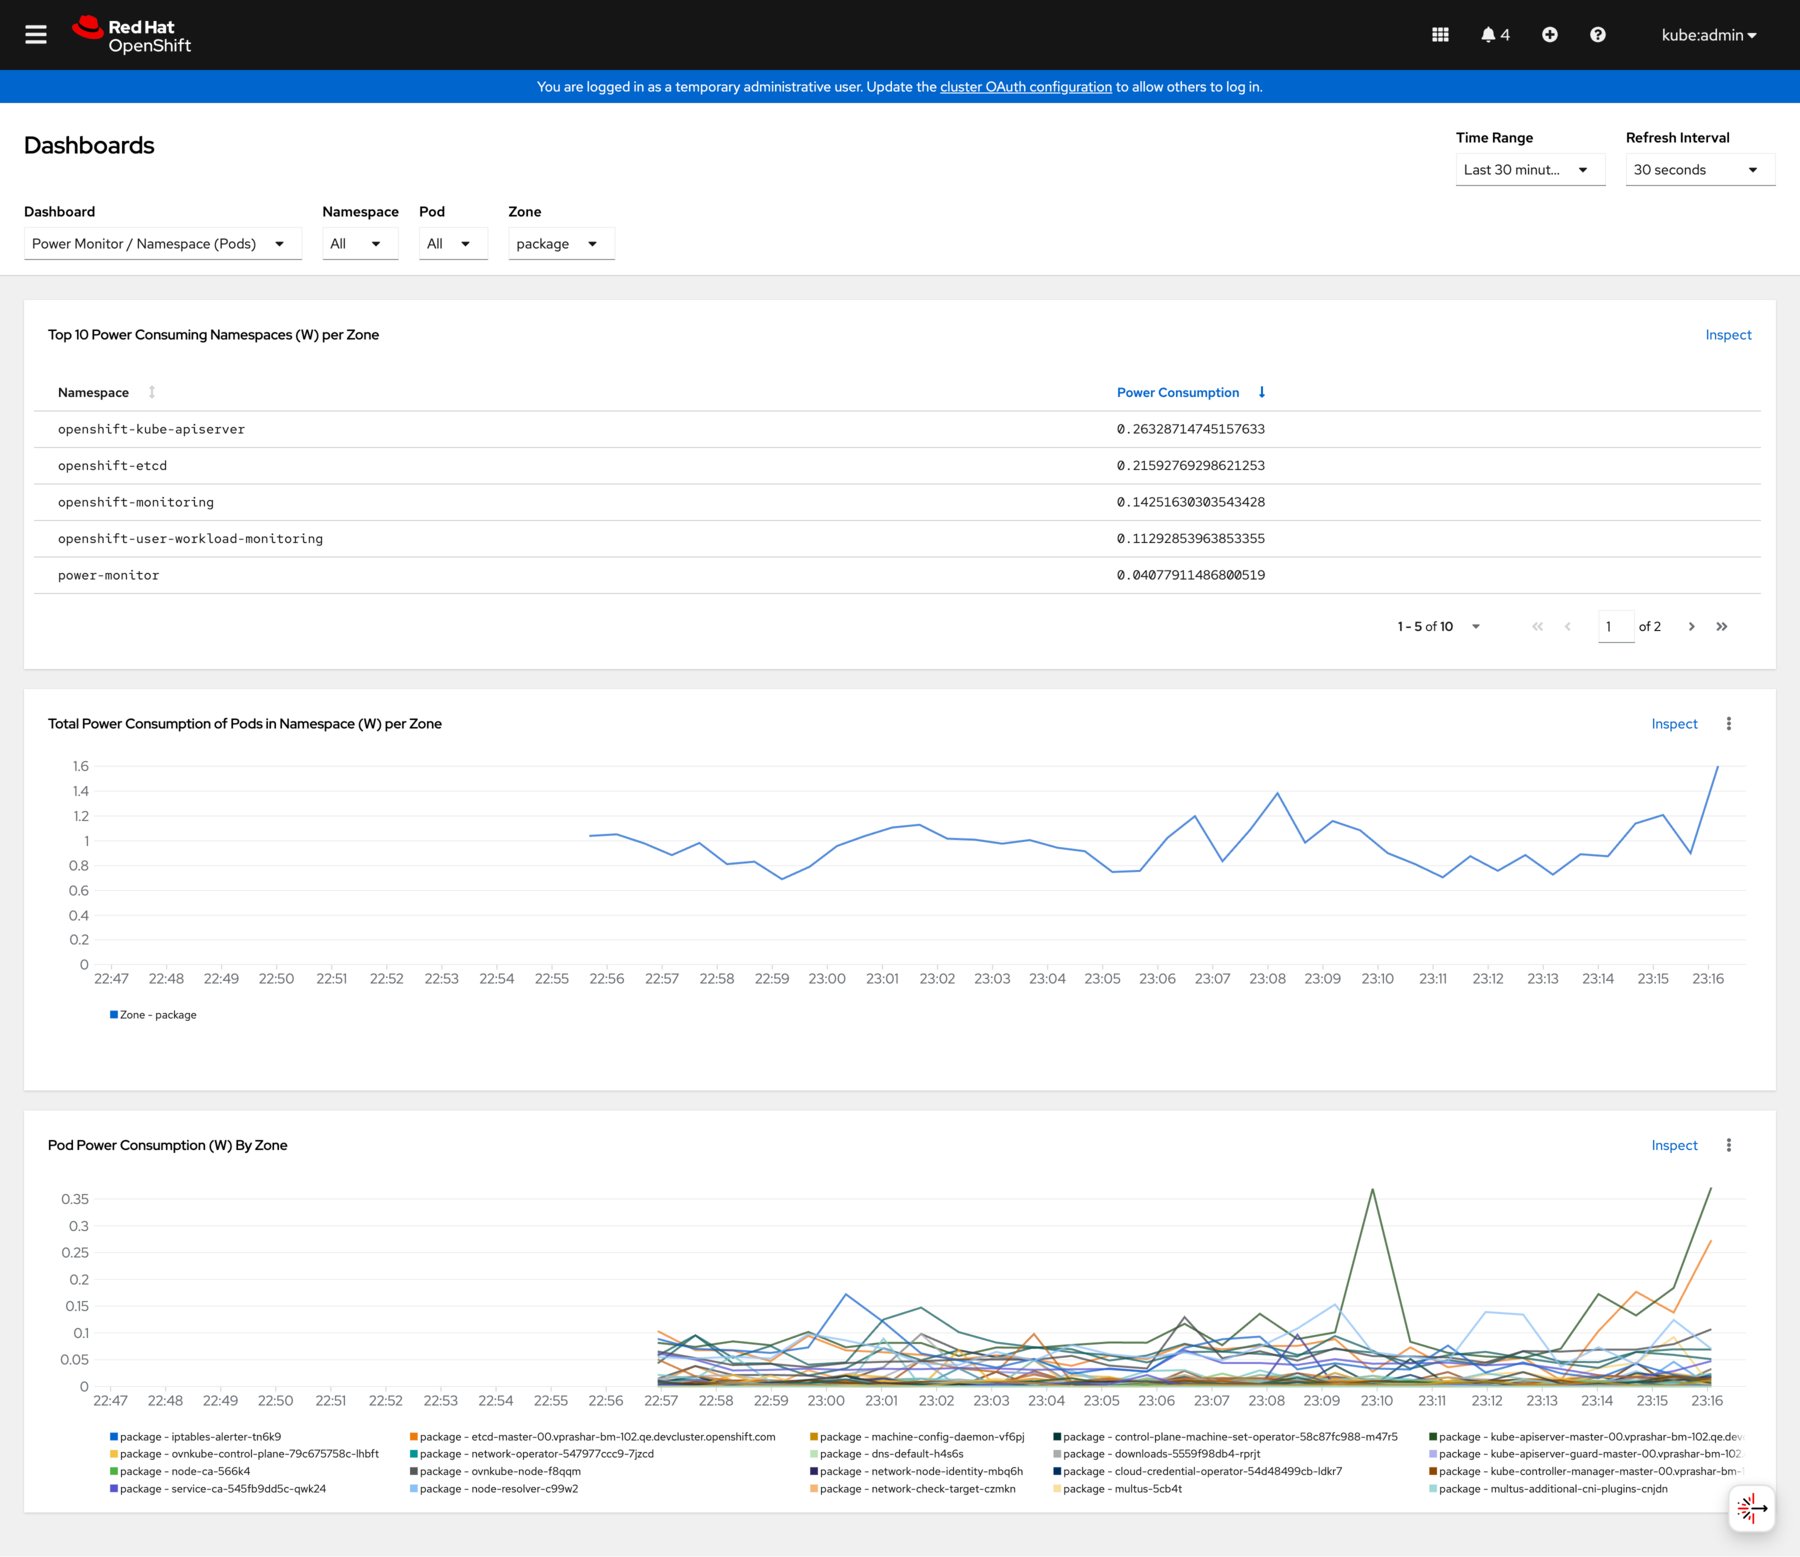 Red Hat
OpenShift
4
kube:admin
You are logged in as a temporary administrative user. Update the cluster OAuth configuration to allow others to log in.
Dashboards
Time Range
Refresh Interval
Last 30 minut...
30 seconds
Dashboard
Namespace
Pod
Zone
Power Monitor / Namespace (Pods)
All
All
package
Top 10 Power Consuming Namespaces (W) per Zone
Inspect
Namespace
Power Consumption
openshift-kube-apiserver
0.26328714745157633
openshift-etcd
0.21592769298621253
openshift-monitoring
0.14251630303543428
openshift-user-workload-monitoring
0.11292853963853355
power-monitor
0.04077911486800519
1 - 5 of 10
1
of 2
Total Power Consumption of Pods in Namespace (W) per Zone
Inspect
1.6
1.4
1.2
1
0.8
0.6
0.4
0.2
0
22:47 22:48 22:49 22:50 22:51 22:52 22:53 22:54 22:55 22:56 22:57 22:58 22:59 23:00 23:01 23:02 23:03 23:04 23:05 23:06 23:07 23:08 23:09 23:10 23:11 23:12 23:13 23:14 23:15 23:16
Zone - package
Pod Power Consumption (W) By Zone
Inspect
0.35
0.3
0.25
0.2
0.15
0.1
0.05
0
22:47 22:48 22:49 22:50 22:51 22:52 22:53 22:54 22:55 22:56 22:57 22:58 22:59 23:00 23:01 23:02 23:03 23:04 23:05 23:06 23:07 23:08 23:09 23:10 23:11 23:12 23:13 23:14 23:15 23:16
package - iptables-alerter-tn6k9
package - etcd-master-00.vprashar-bm-102.qe.devcluster.openshift.com
package - machine-config-daemon-vf6pj
package - control-plane-machine-set-operator-58c87fc988-m47r5
package - kube-apiserver-master-00.vprashar-bm-102.qe.dev
package - ovnkube-control-plane-79c675758c-lhbft
package - network-operator-547977ccc9-7jzcd
package - dns-default-h4s6s
package - downloads-5559f98db4-rprjt
package - kube-apiserver-guard-master-00.vprashar-bm-102.
package - node-ca-566k4
package - ovnkube-node-f8qqm
package - network-node-identity-mbq6h
package - cloud-credential-operator-54d48499cb-ldkr7
package - kube-controller-manager-master-00.vprashar-bm-1
package - service-ca-545fb9dd5c-qwk24
package - node-resolver-c99w2
package - network-check-target-czmkn
package - multus-5cb4t
package - multus-additional-cni-plugins-cnjdn